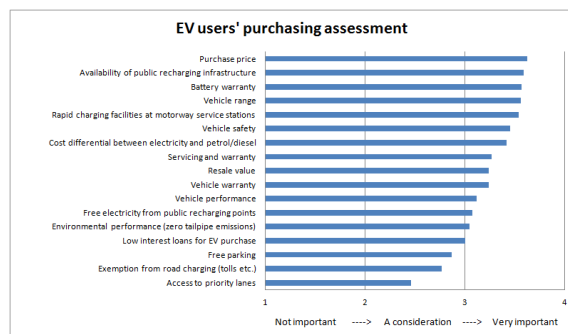 EV users' purchasing assessment
Purchase price
Availability of public recharging infrastructure
Battery warranty
Vehicle range
Rapid charging facilities at motorway service stations
Vehicle safety
Cost differential between electricity and petrol/diesel
Servicing and warranty
Resale value
Vehicle warranty
Vehicle performance
Free electricity from public recharging points
Environmental performance (zero tailpipe emissions)
Low interest loans for EV purchase
Free parking
Exemption from road charging (tolls etc.)
Access to priority lanes
1 2 3 4
Not important ----> A consideration ----> Very important